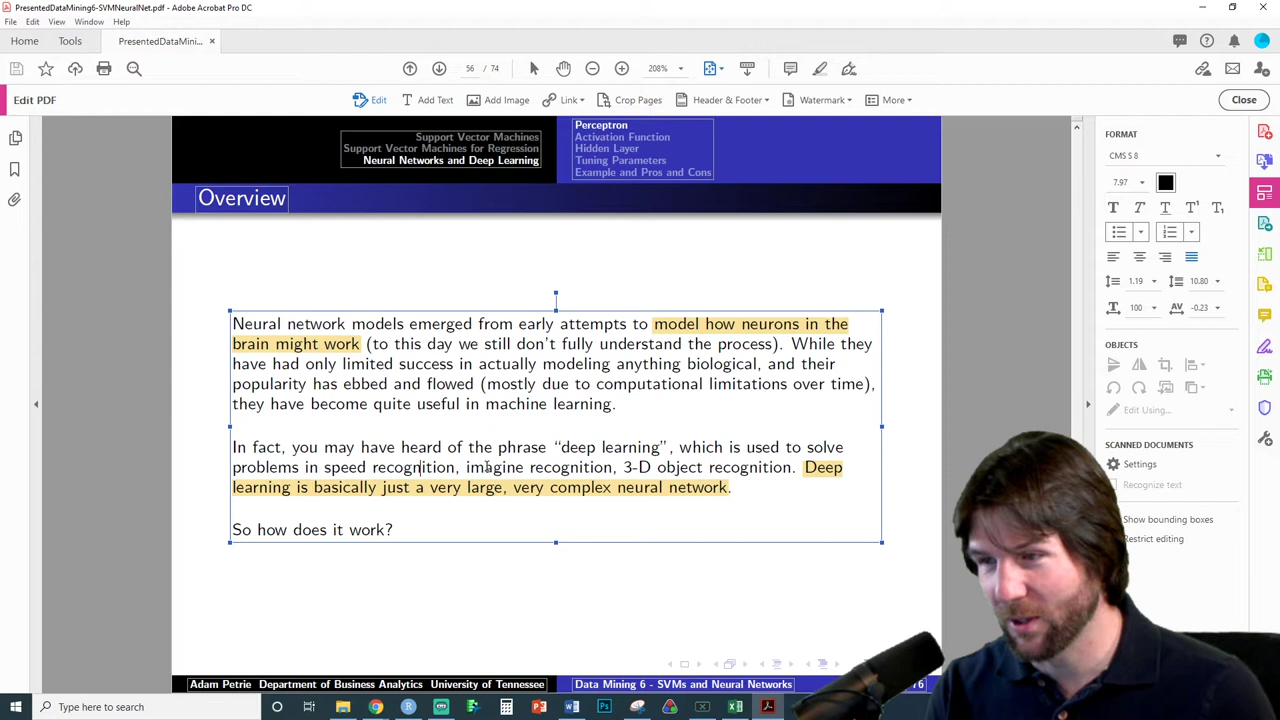 PresentedDataMining6-SVMNeuralNet.pdf - Adobe Acrobat Pro DC
File Edit View Window Help
Home Tools PresentedDataMini... ×
56 / 74 208%
Edit PDF Edit Add Text Add Image Link Crop Pages Header & Footer Watermark More Close
Support Vector Machines
Support Vector Machines for Regression
Neural Networks and Deep Learning
Perceptron
Activation Function
Hidden Layer
Tuning Parameters
Example and Pros and Cons
Overview
Neural network models emerged from early attempts to model how neurons in the
brain might work (to this day we still don't fully understand the process). While they
have had only limited success in actually modeling anything biological, and their
popularity has ebbed and flowed (mostly due to computational limitations over time),
they have become quite useful in machine learning.
In fact, you may have heard of the phrase “deep learning”, which is used to solve
problems in speed recognition, imagine recognition, 3-D object recognition. Deep
learning is basically just a very large, very complex neural network.
So how does it work?
Adam Petrie Department of Business Analytics University of Tennessee
Data Mining 6 - SVMs and Neural Networks
FORMAT
CMS S 8
7.97
1.19 10.80
100 AV -0.23
OBJECTS
Edit Using...
SCANNED DOCUMENTS
Settings
Recognize text
Show bounding boxes
Restrict editing
Type here to search